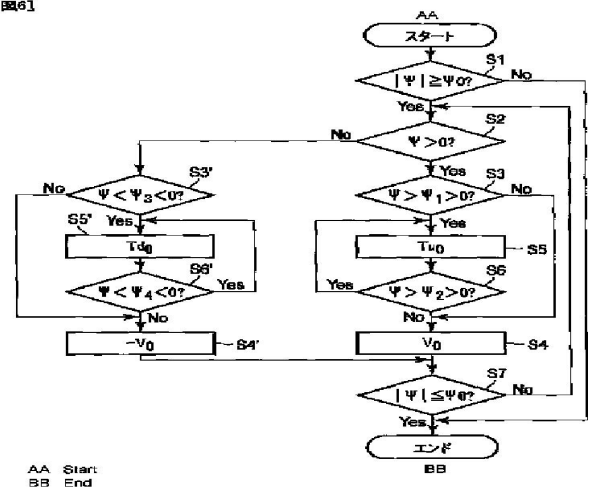 図6]
AA
スタート
S1
|Ψ|≧Ψ0?
No
Yes
S2
No
Ψ>0?
Yes
S3'
S3
No
Ψ<Ψ3<0?
Ψ>Ψ1>0?
No
S5'
Yes
Yes
Td0
Tu0
S5
S6'
S6
Ψ<Ψ4<0?
Yes
Yes
Ψ>Ψ2>0?
No
No
-V0
S4'
V0
S4
S7
|Ψ|≦Ψ0?
No
Yes
エンド
BB
AA Start
BB End